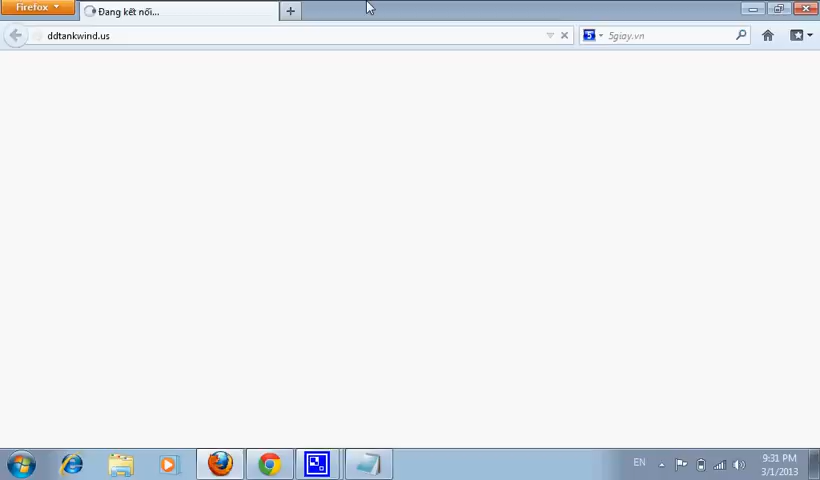 Firefox
Đang kết nối...
ddtankwind.us
5giay.vn
EN
9:31 PM
3/1/2013